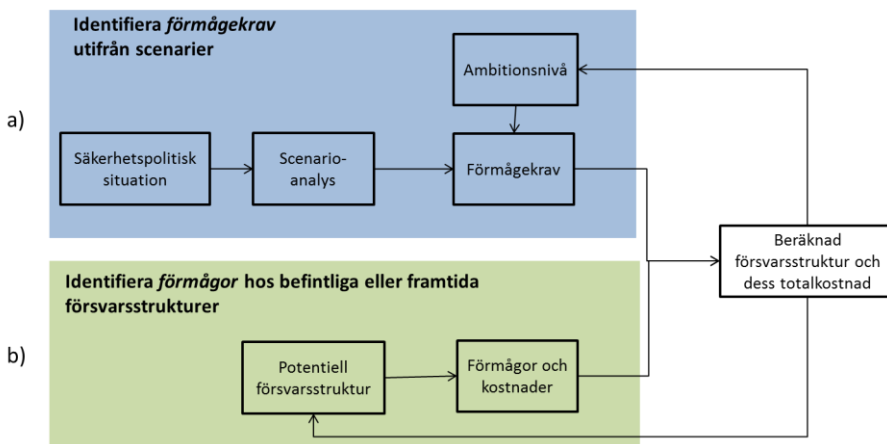 Identifiera förmågekrav
utifrån scenarier
Ambitionsnivå
a)
Säkerhetspolitisk
situation
Scenario-
analys
Förmågekrav
Beräknad
försvarsstruktur och
dess totalkostnad
Identifiera förmågor hos befintliga eller framtida
försvarsstrukturer
b)
Potentiell
försvarsstruktur
Förmågor och
kostnader